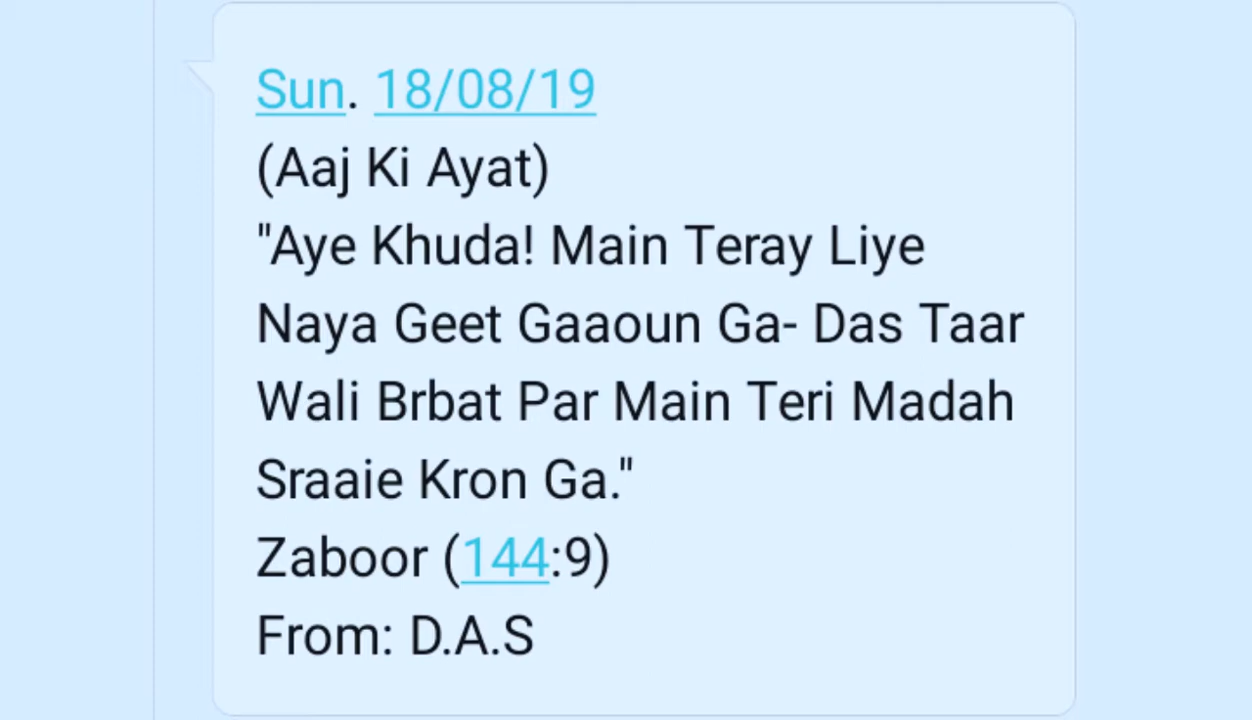 Sun. 18/08/19
(Aaj Ki Ayat)
"Aye Khuda! Main Teray Liye
Naya Geet Gaaoun Ga- Das Taar
Wali Brbat Par Main Teri Madah
Sraaie Kron Ga."
Zaboor (144:9)
From: D.A.S